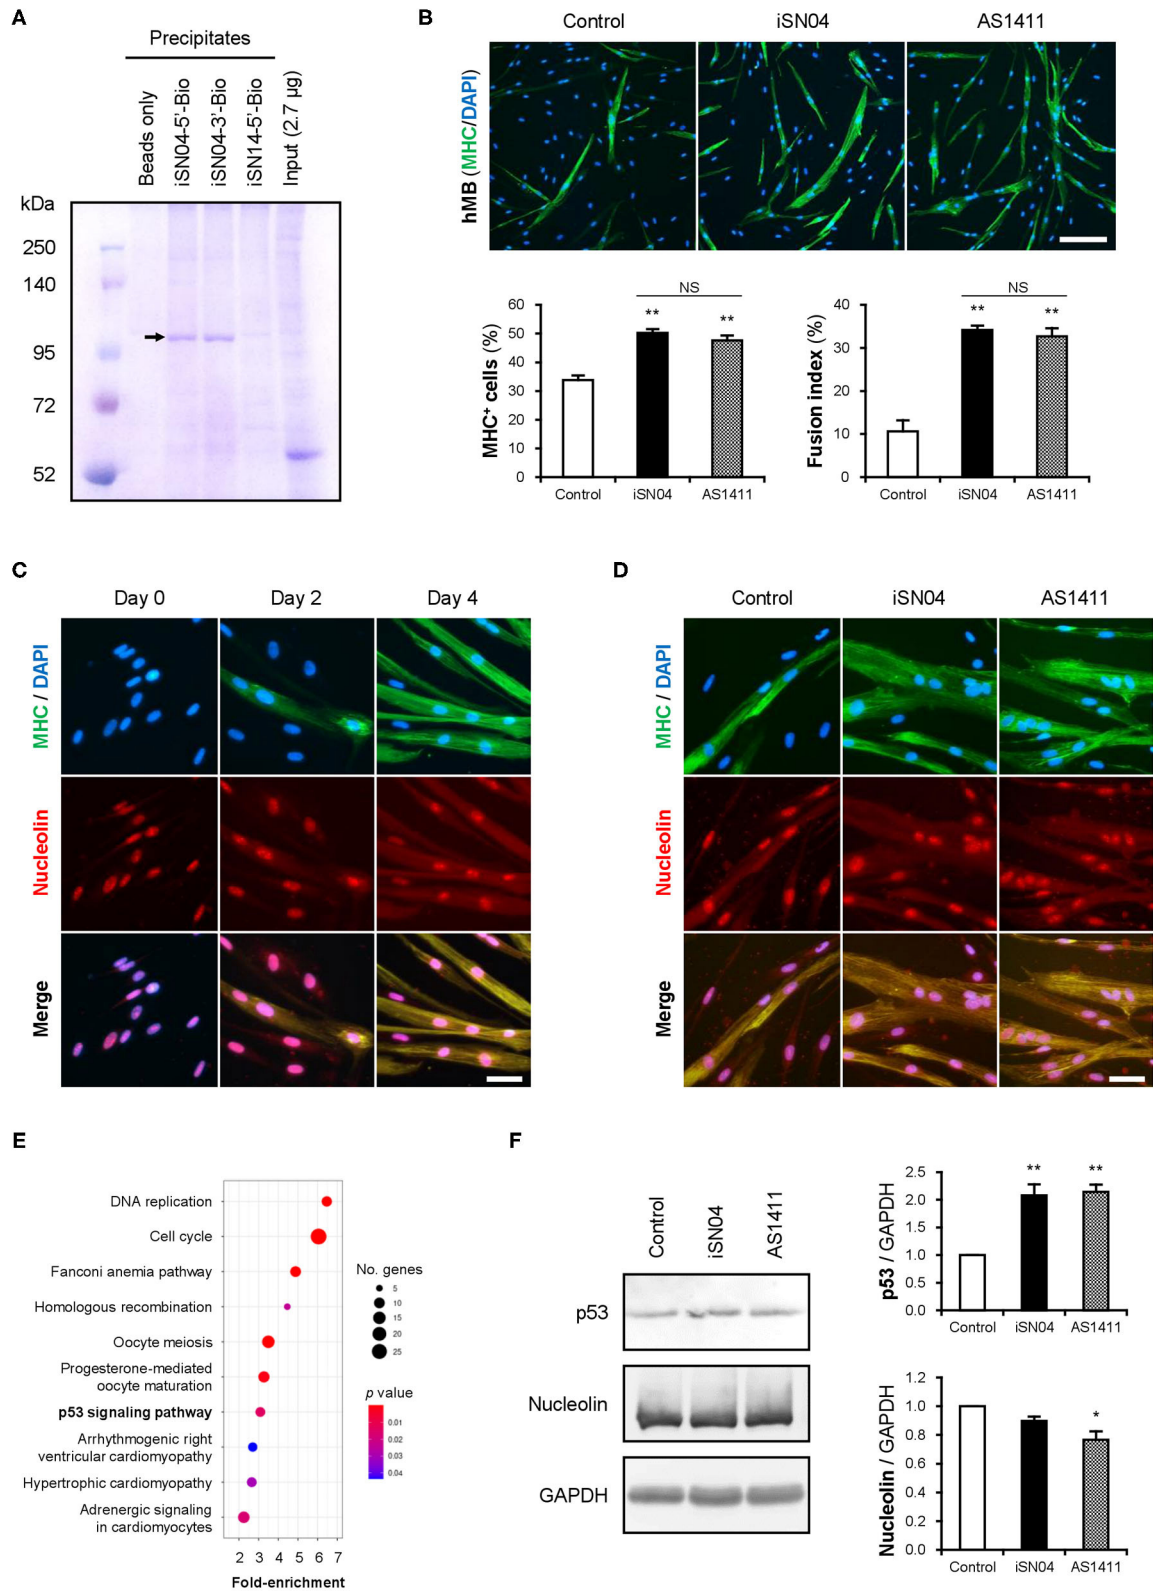 A
Precipitates
Beads only
iSN04-5'-Bio
iSN04-3'-Bio
iSN14-5'-Bio
Input (2.7 µg)
kDa
250
140
95
72
52
B
Control
iSN04
AS1411
hMB (MHC/DAPI)
MHC⁺ cells (%)
60
50
40
30
20
10
0
NS
**
**
Control
iSN04
AS1411
Fusion index (%)
40
30
20
10
0
NS
**
**
Control
iSN04
AS1411
C
Day 0
Day 2
Day 4
MHC / DAPI
Nucleolin
Merge
D
Control
iSN04
AS1411
MHC / DAPI
Nucleolin
Merge
E
DNA replication
Cell cycle
Fanconi anemia pathway
Homologous recombination
Oocyte meiosis
Progesterone-mediated
oocyte maturation
p53 signaling pathway
Arrhythmogenic right
ventricular cardiomyopathy
Hypertrophic cardiomyopathy
Adrenergic signaling
in cardiomyocytes
2 3 4 5 6 7
Fold-enrichment
No. genes
5
10
15
20
25
p value
0.01
0.02
0.03
0.04
F
Control
iSN04
AS1411
p53
Nucleolin
GAPDH
p53 / GAPDH
2.5
2.0
1.5
1.0
0.5
0.0
**
**
Control
iSN04
AS1411
Nucleolin / GAPDH
1.2
1.0
0.8
0.6
0.4
0.2
0.0
*
Control
iSN04
AS1411